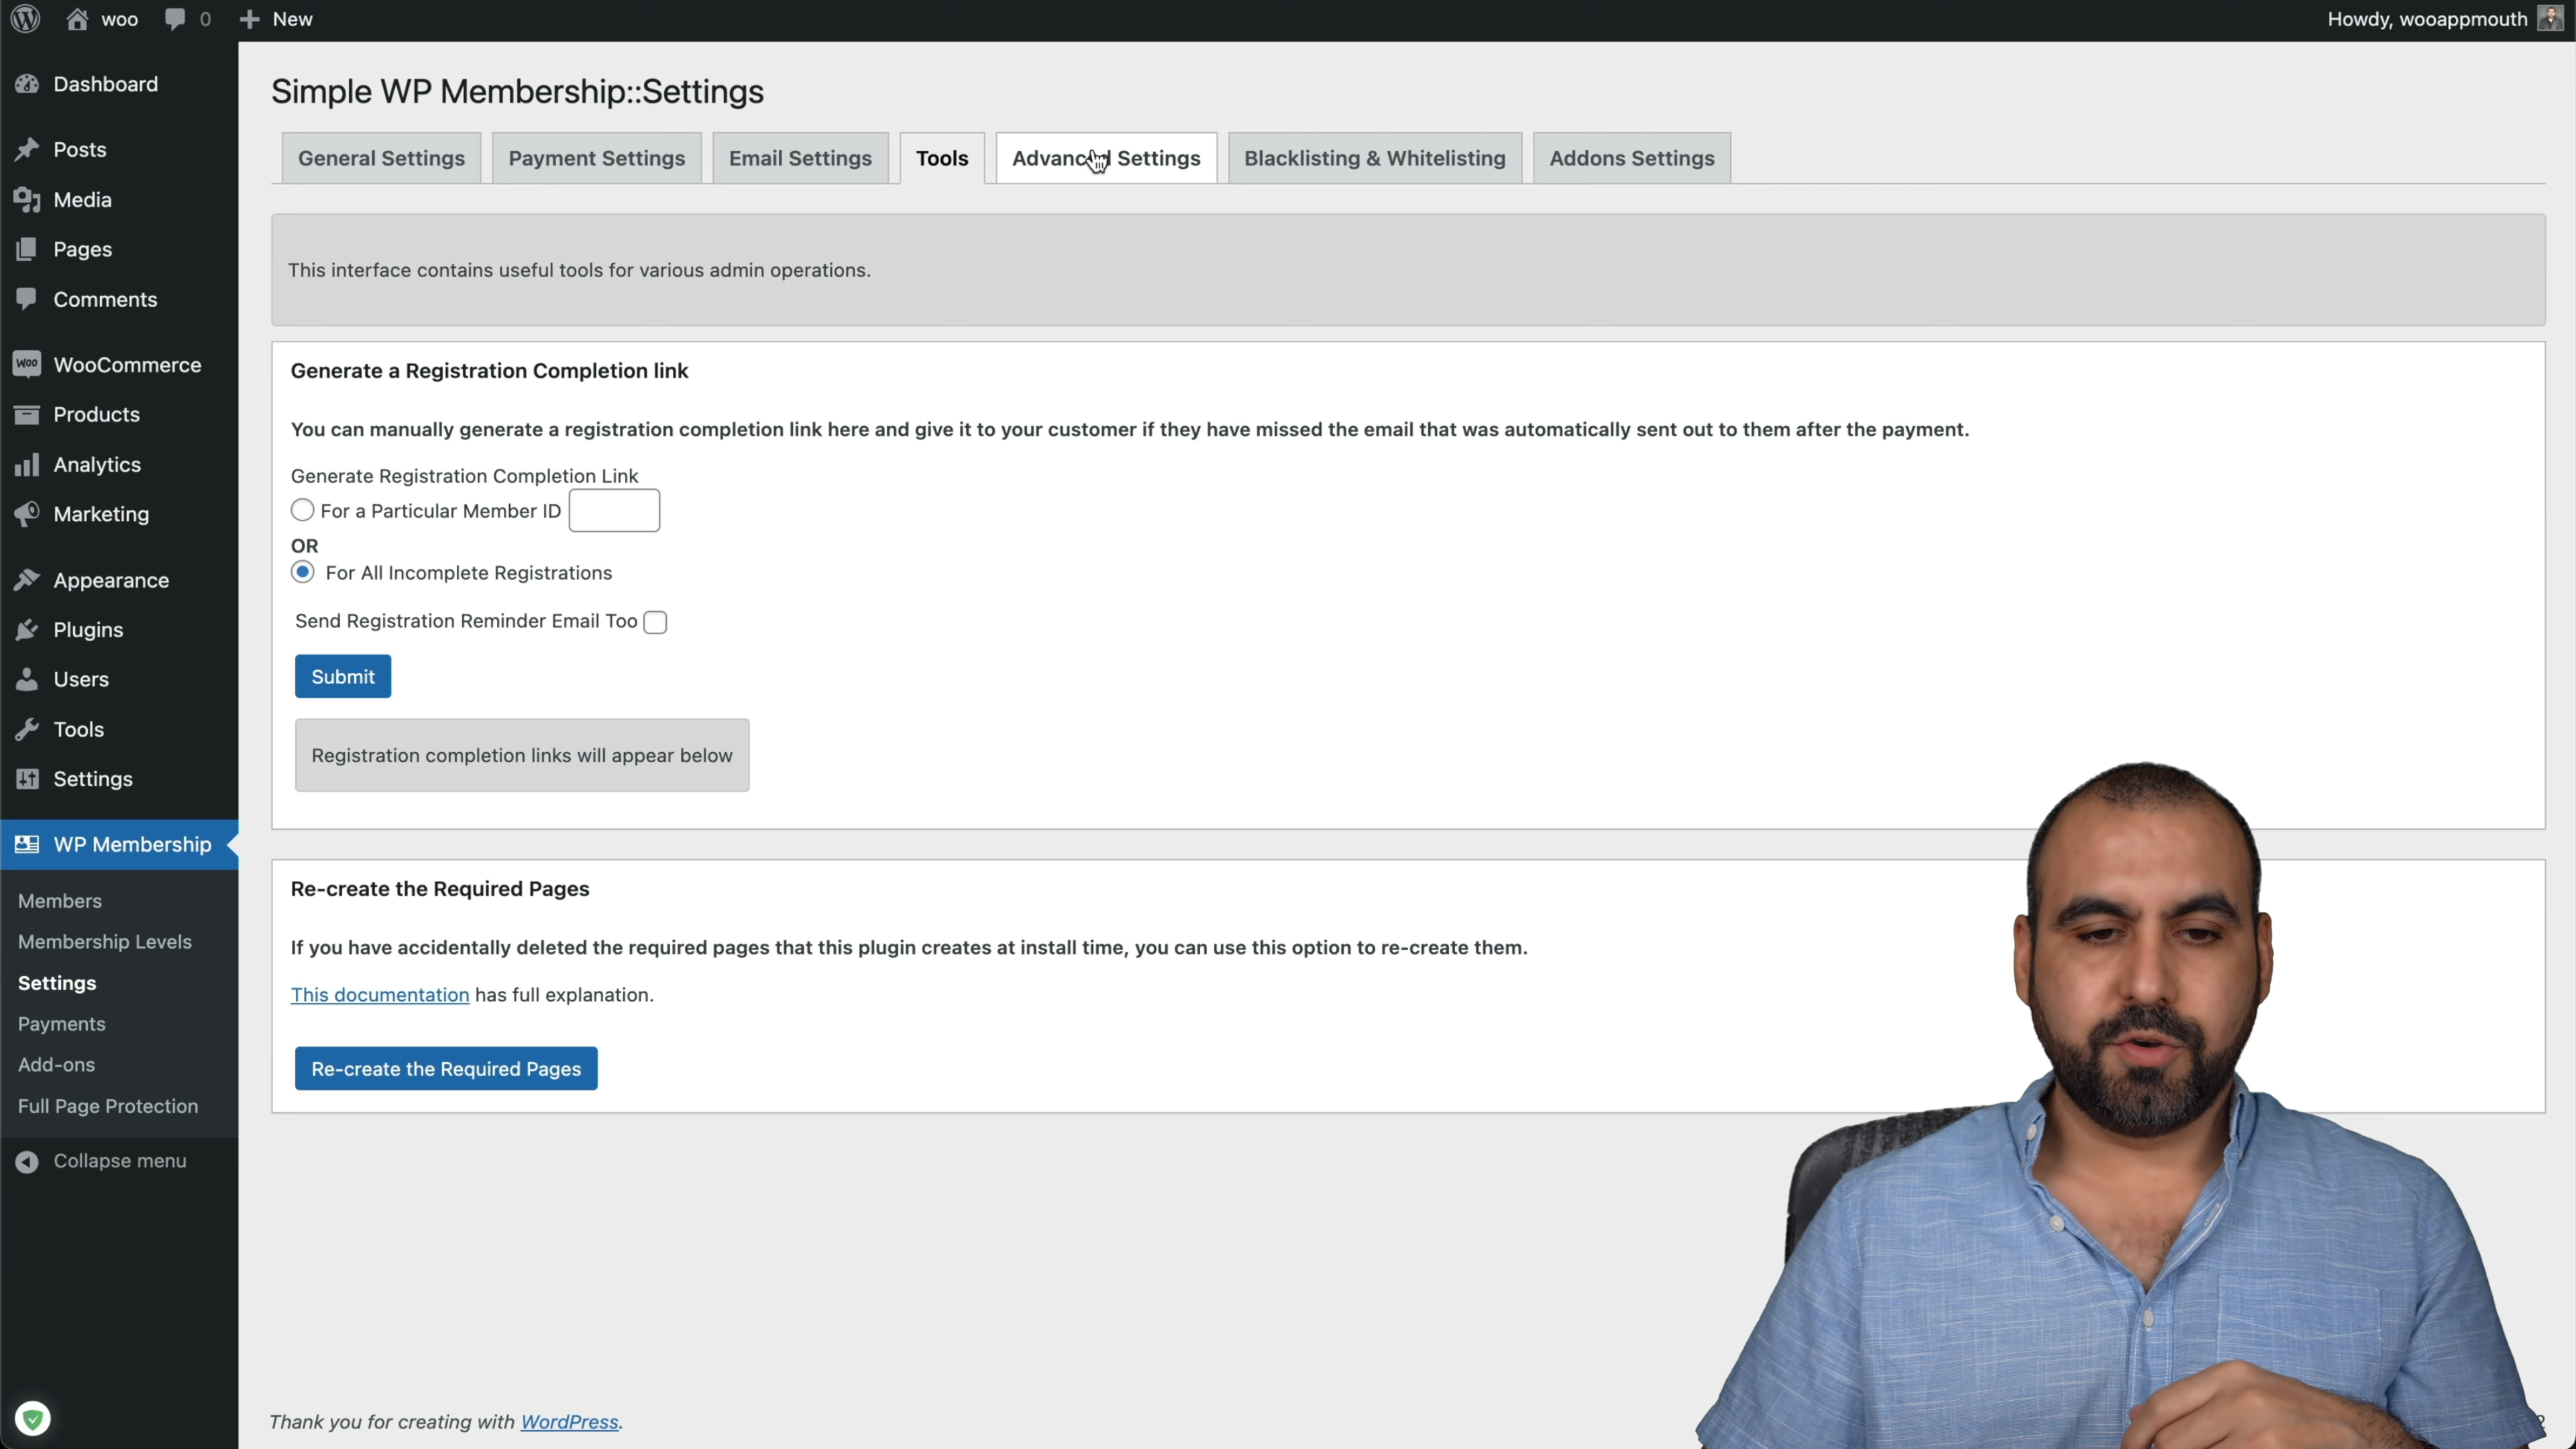 woo 0 New Howdy, wooappmouth
Dashboard
Posts
Media
Pages
Comments
WOO WooCommerce
Products
Analytics
Marketing
Appearance
Plugins
Users
Tools
Settings
WP Membership
Members
Membership Levels
Settings
Payments
Add-ons
Full Page Protection
Collapse menu
Simple WP Membership::Settings
General Settings Payment Settings Email Settings Tools Advanced Settings Blacklisting & Whitelisting Addons Settings
This interface contains useful tools for various admin operations.
Generate a Registration Completion link
You can manually generate a registration completion link here and give it to your customer if they have missed the email that was automatically sent out to them after the payment.
Generate Registration Completion Link
For a Particular Member ID
OR
For All Incomplete Registrations
Send Registration Reminder Email Too
Submit
Registration completion links will appear below
Re-create the Required Pages
If you have accidentally deleted the required pages that this plugin creates at install time, you can use this option to re-create them.
This documentation has full explanation.
Re-create the Required Pages
Thank you for creating with WordPress.